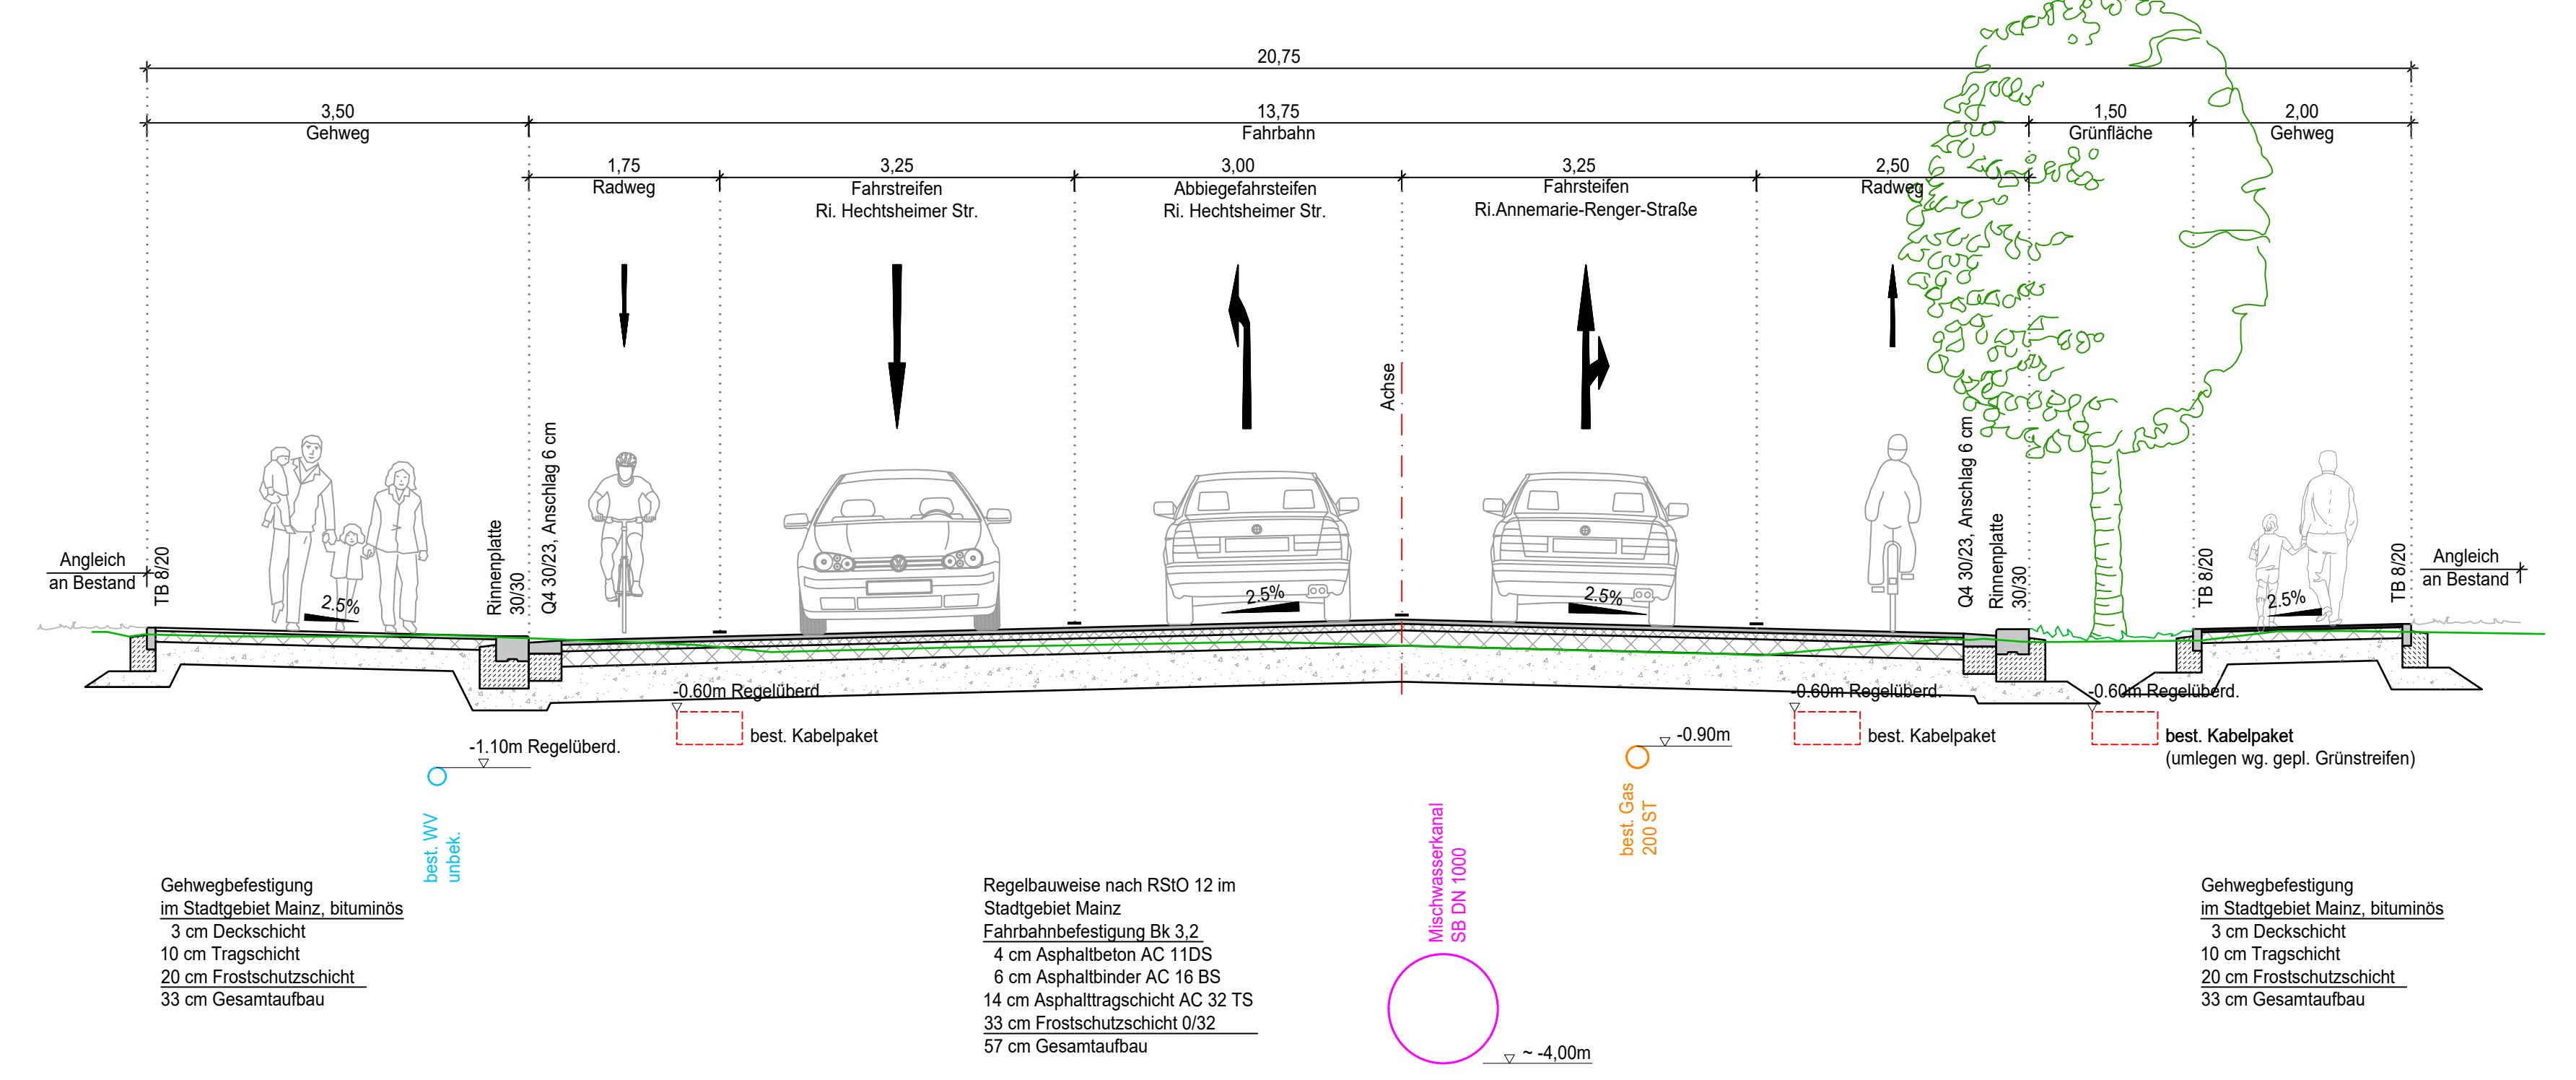 20,75
3,50
Gehweg
13,75
Fahrbahn
1,50
Grünfläche
2,00
Gehweg
1,75
Radweg
3,25
Fahrstreifen
Ri. Hechtsheimer Str.
3,00
Abbiegefahrsteifen
Ri. Hechtsheimer Str.
3,25
Fahrsteifen
Ri.Annemarie-Renger-Straße
2,50
Radweg
Achse
Angleich
an Bestand
TB 8/20
2.5%
Rinnenplatte
30/30
Q4 30/23, Anschlag 6 cm
2.5%
2.5%
Q4 30/23, Anschlag 6 cm
Rinnenplatte
30/30
TB 8/20
2.5%
TB 8/20
Angleich
an Bestand
-0.60m Regelüberd.
best. Kabelpaket
-1.10m Regelüberd.
best. WV
unbek.
-0.90m
best. Gas
200 ST
-0.60m Regelüberd.
best. Kabelpaket
-0.60m Regelüberd.
best. Kabelpaket
(umlegen wg. gepl. Grünstreifen)
Mischwasserkanal
SB DN 1000
~ -4,00m
Gehwegbefestigung
im Stadtgebiet Mainz, bituminös
3 cm Deckschicht
10 cm Tragschicht
20 cm Frostschutzschicht
33 cm Gesamtaufbau
Regelbauweise nach RStO 12 im
Stadtgebiet Mainz
Fahrbahnbefestigung Bk 3,2
4 cm Asphaltbeton AC 11DS
6 cm Asphaltbinder AC 16 BS
14 cm Asphalttragschicht AC 32 TS
33 cm Frostschutzschicht 0/32
57 cm Gesamtaufbau
Gehwegbefestigung
im Stadtgebiet Mainz, bituminös
3 cm Deckschicht
10 cm Tragschicht
20 cm Frostschutzschicht
33 cm Gesamtaufbau